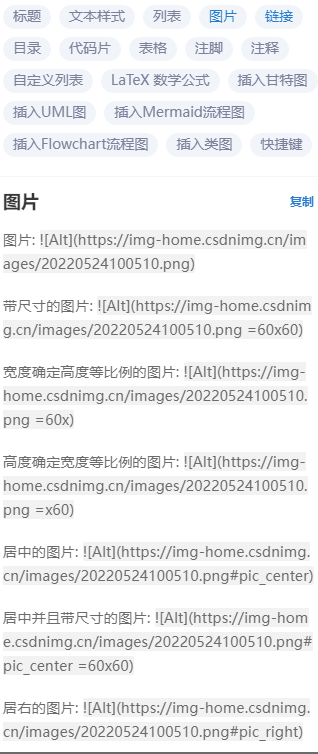 标题 文本样式 列表 图片 链接
目录 代码片 表格 注脚 注释
自定义列表 LaTeX 数学公式 插入甘特图
插入UML图 插入Mermaid流程图
插入Flowchart流程图 插入类图 快捷键
图片 复制
图片: ![Alt](https://img-home.csdnimg.cn/im
ages/20220524100510.png)
带尺寸的图片: ![Alt](https://img-home.csdnim
g.cn/images/20220524100510.png =60x60)
宽度确定高度等比例的图片: ![Alt](https://img-
home.csdnimg.cn/images/20220524100510.
png =60x)
高度确定宽度等比例的图片: ![Alt](https://img-
home.csdnimg.cn/images/20220524100510.
png =x60)
居中的图片: ![Alt](https://img-home.csdnimg.
cn/images/20220524100510.png#pic_center)
居中并且带尺寸的图片: ![Alt](https://img-hom
e.csdnimg.cn/images/20220524100510.png#
pic_center =60x60)
居右的图片: ![Alt](https://img-home.csdnimg.
cn/images/20220524100510.png#pic_right)